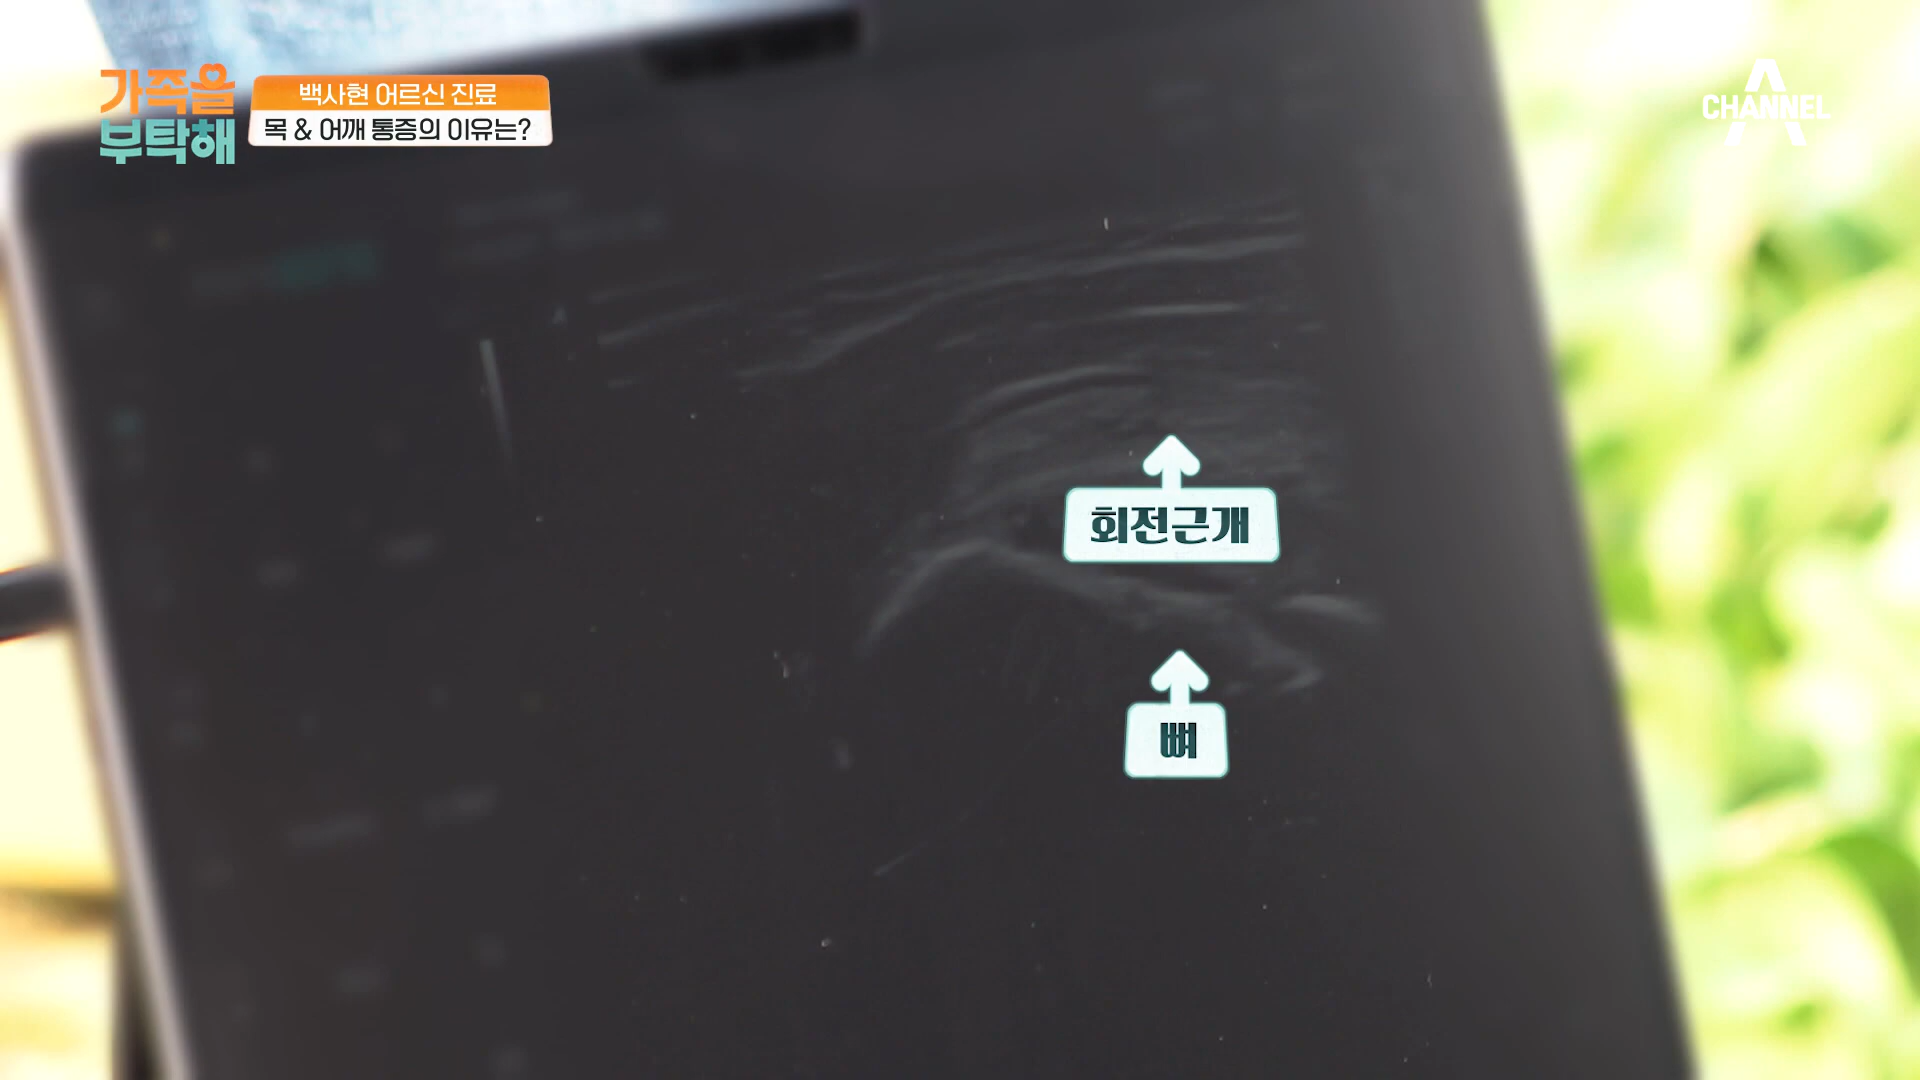 가족을
부탁해
백사현 어르신 진료
목 & 어깨 통증의 이유는?
CHANNEL
회전근개
뼈